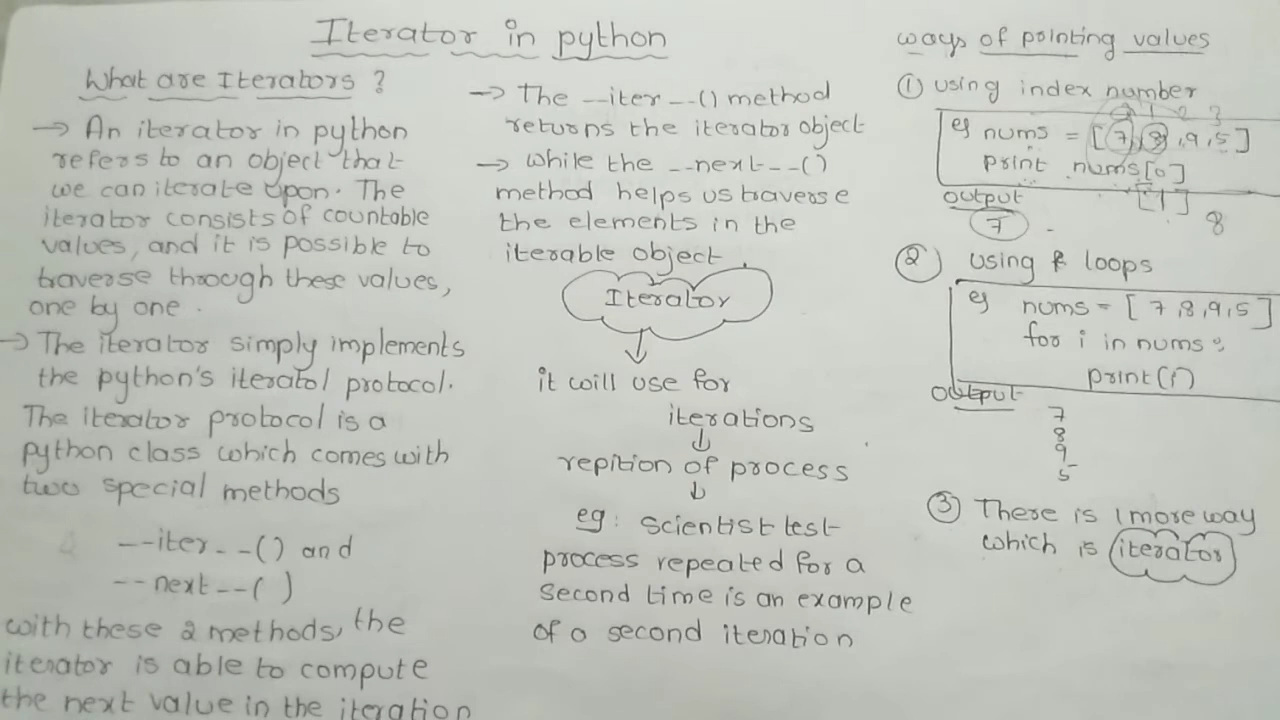 Iterator in python
What are Iterators ?
→ An iterator in python
refers to an object that
we can iterate upon. The
iterator consists of countable
values, and it is possible to
traverse through these values,
one by one .
→ The iterator simply implements
the python's iterator protocol.
The iterator protocol is a
python class which comes with
two special methods
--iter--() and
--next--( )
with these 2 methods, the
iterator is able to compute
the next value in the iteration
→ The --iter--() method
returns the iterator object
→ while the --next--()
method helps us traverse
the elements in the
iterable object .
Iterator
it will use for
iterations
↓
repition of process
↓
eg: scientist test
process repeated for a
second time is an example
of a second iteration
ways of printing values
① using index number
0 1 2 3
eg nums = [7,8,9,5]
print nums[0]
[1]
output
7
8
② using loops
eg nums = [7,8,9,5]
for i in nums:
print(i)
output
7
8
9
5
③ There is 1 more way
which is iterator